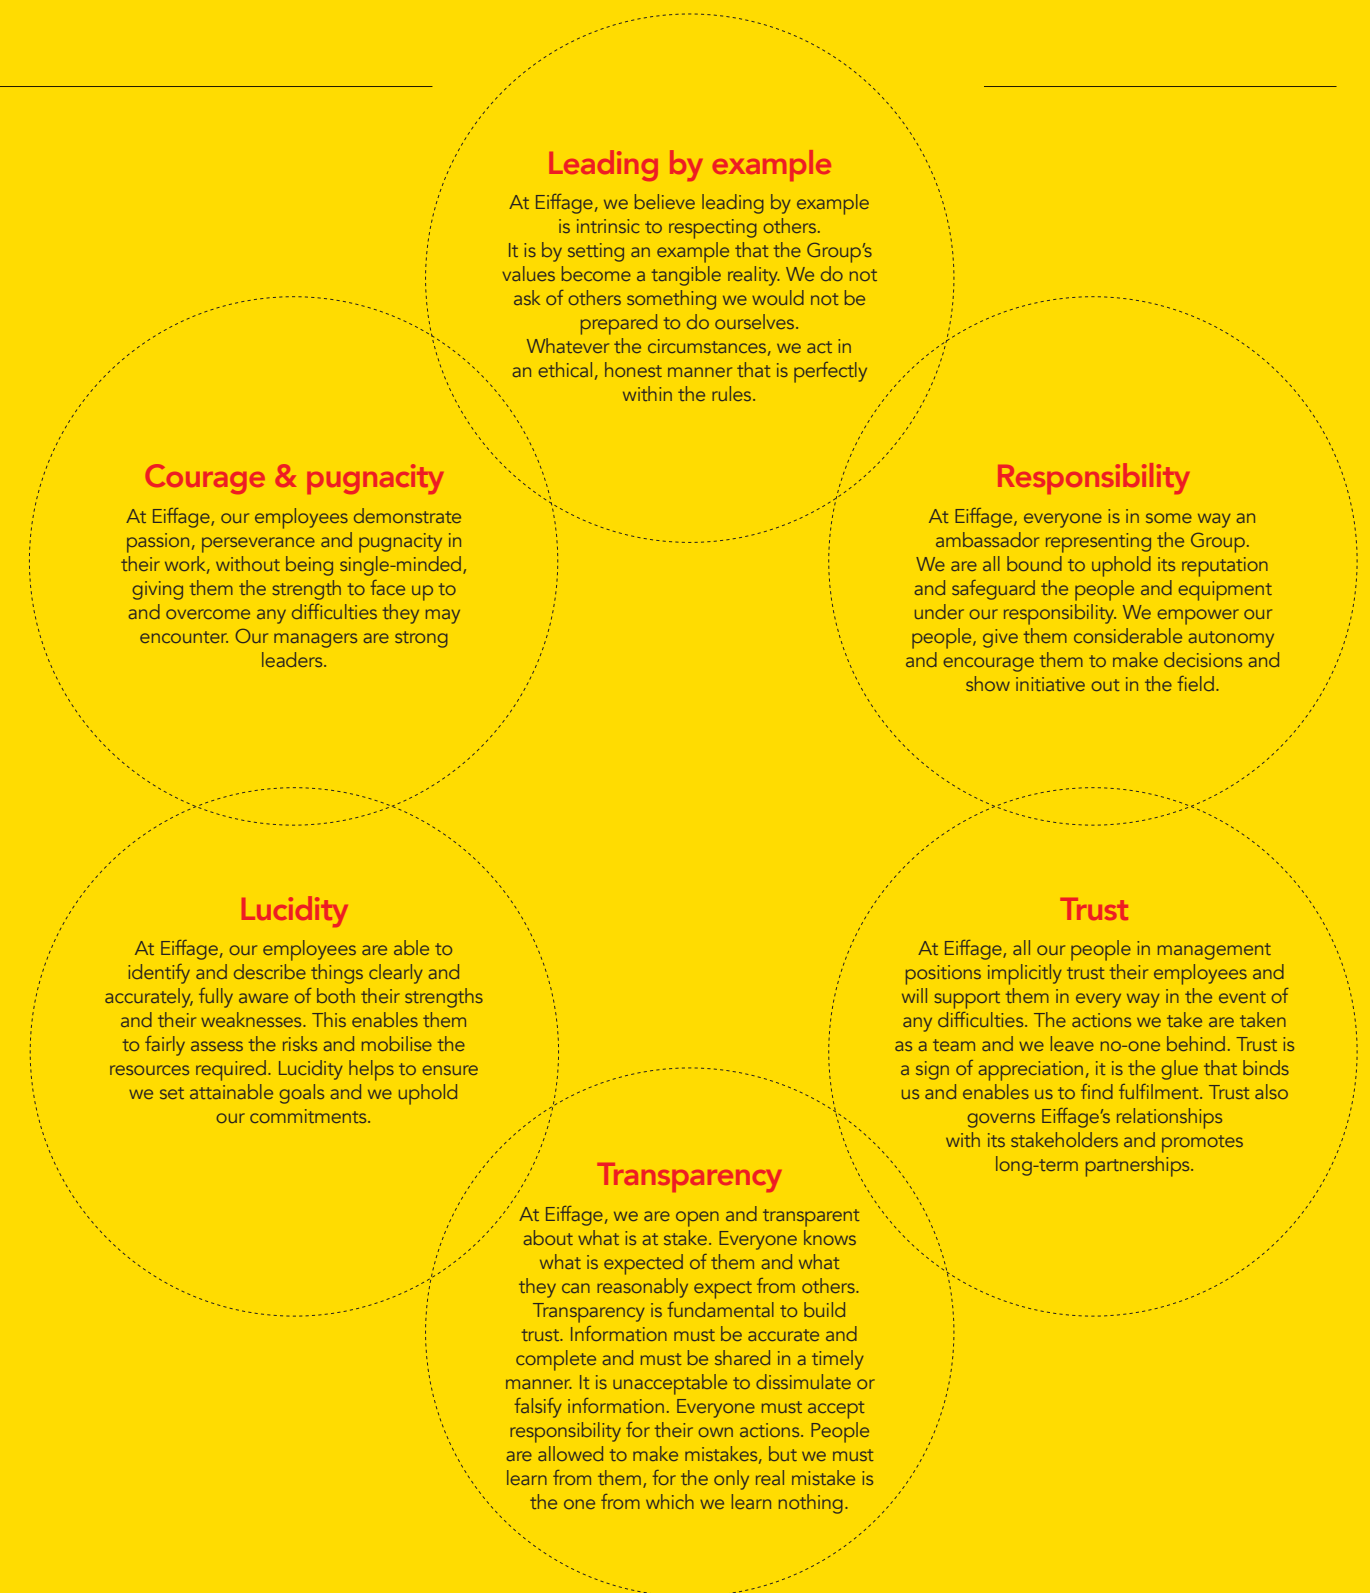 Leading by example
At Eiffage, we believe leading by example
is intrinsic to respecting others.
It is by setting an example that the Group’s
values become a tangible reality. We do not
ask of others something we would not be
prepared to do ourselves.
Whatever the circumstances, we act in
an ethical, honest manner that is perfectly
within the rules.
Courage & pugnacity
At Eiffage, our employees demonstrate
passion, perseverance and pugnacity in
their work, without being single-minded,
giving them the strength to face up to
and overcome any difficulties they may
encounter. Our managers are strong
leaders.
Responsibility
At Eiffage, everyone is in some way an
ambassador representing the Group.
We are all bound to uphold its reputation
and safeguard the people and equipment
under our responsibility. We empower our
people, give them considerable autonomy
and encourage them to make decisions and
show initiative out in the field.
Lucidity
At Eiffage, our employees are able to
identify and describe things clearly and
accurately, fully aware of both their strengths
and their weaknesses. This enables them
to fairly assess the risks and mobilise the
resources required. Lucidity helps to ensure
we set attainable goals and we uphold
our commitments.
Trust
At Eiffage, all our people in management
positions implicitly trust their employees and
will support them in every way in the event of
any difficulties. The actions we take are taken
as a team and we leave no-one behind. Trust is
a sign of appreciation, it is the glue that binds
us and enables us to find fulfilment. Trust also
governs Eiffage’s relationships
with its stakeholders and promotes
long-term partnerships.
Transparency
At Eiffage, we are open and transparent
about what is at stake. Everyone knows
what is expected of them and what
they can reasonably expect from others.
Transparency is fundamental to build
trust. Information must be accurate and
complete and must be shared in a timely
manner. It is unacceptable to dissimulate or
falsify information. Everyone must accept
responsibility for their own actions. People
are allowed to make mistakes, but we must
learn from them, for the only real mistake is
the one from which we learn nothing.